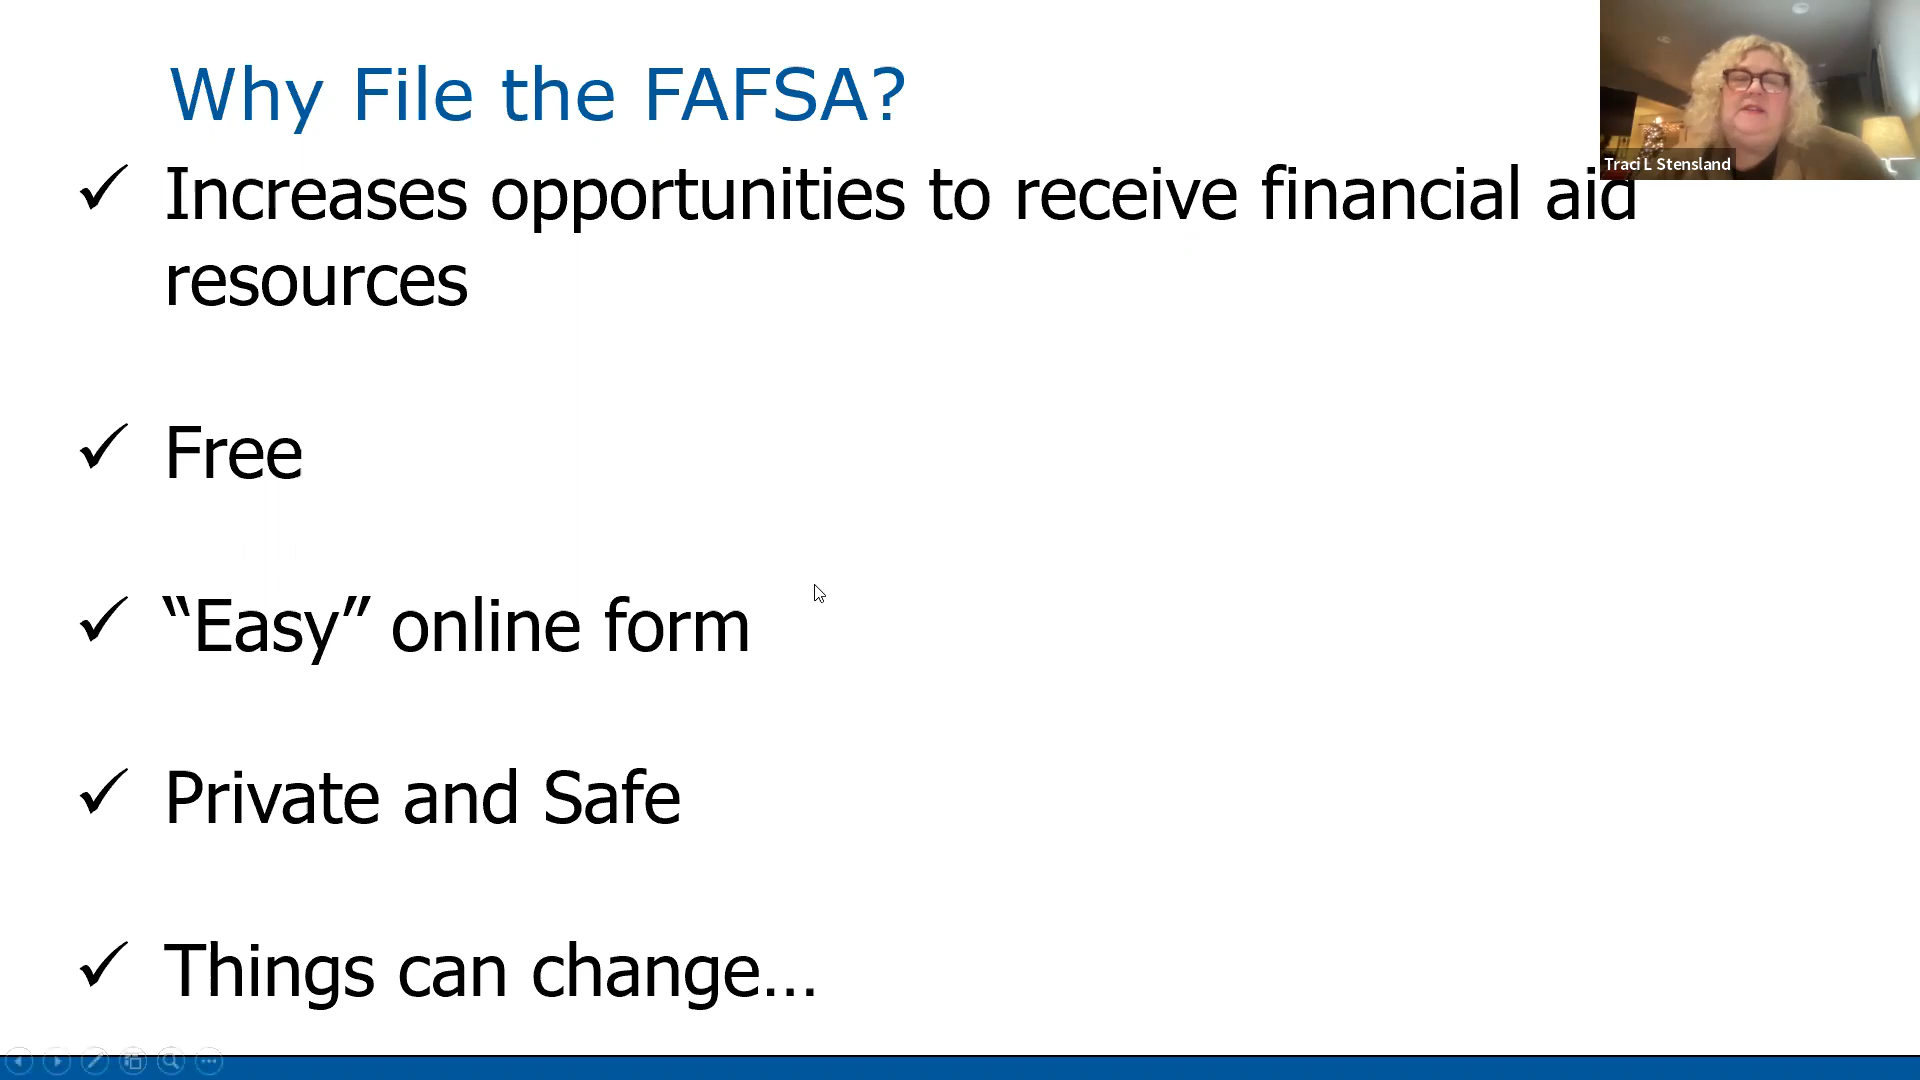 Why File the FAFSA?
Traci L Stensland
✓ Increases opportunities to receive financial aid
resources
✓ Free
✓ “Easy” online form
✓ Private and Safe
✓ Things can change…